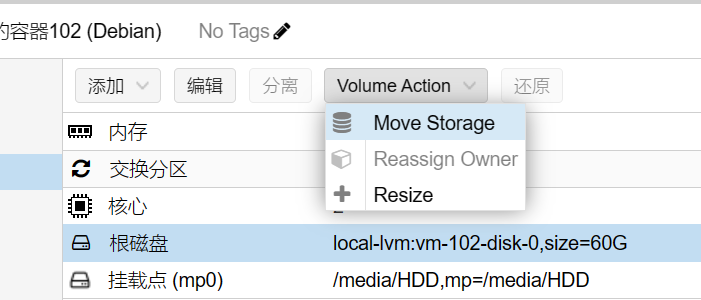 的容器102 (Debian) No Tags
添加 编辑 分离 Volume Action 还原
Move Storage
Reassign Owner
Resize
内存
交换分区
核心
根磁盘 local-lvm:vm-102-disk-0,size=60G
挂载点 (mp0) /media/HDD,mp=/media/HDD